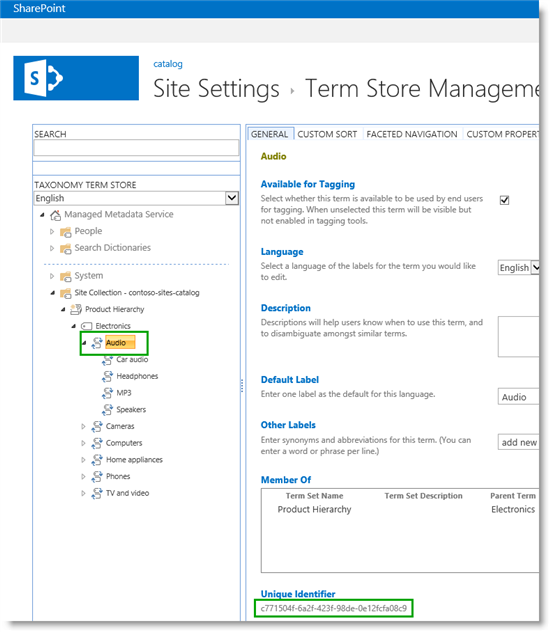 SharePoint
S
catalog
Site Settings › Term Store Manageme
SEARCH
TAXONOMY TERM STORE
English
Managed Metadata Service
People
Search Dictionaries
System
Site Collection - contoso-sites-catalog
Product Hierarchy
Electronics
Audio
Car audio
Headphones
MP3
Speakers
Cameras
Computers
Home appliances
Phones
TV and video
GENERAL CUSTOM SORT FACETED NAVIGATION CUSTOM PROPERT
Audio
Available for Tagging
Select whether this term is available to be used by end users
for tagging. When unselected this term will be visible but
not enabled in tagging tools.
Language
Select a language of the labels for the term you would like
to edit.
English
Description
Descriptions will help users know when to use this term, and
to disambiguate amongst similar terms.
Default Label
Enter one label as the default for this language.
Audio
Other Labels
Enter synonyms and abbreviations for this term. (You can
enter a word or phrase per line.)
add new
Member Of
Term Set Name Term Set Description Parent Term
Product Hierarchy Electronics
Unique Identifier
c771504f-6a2f-423f-98de-0e12fcfa08c9